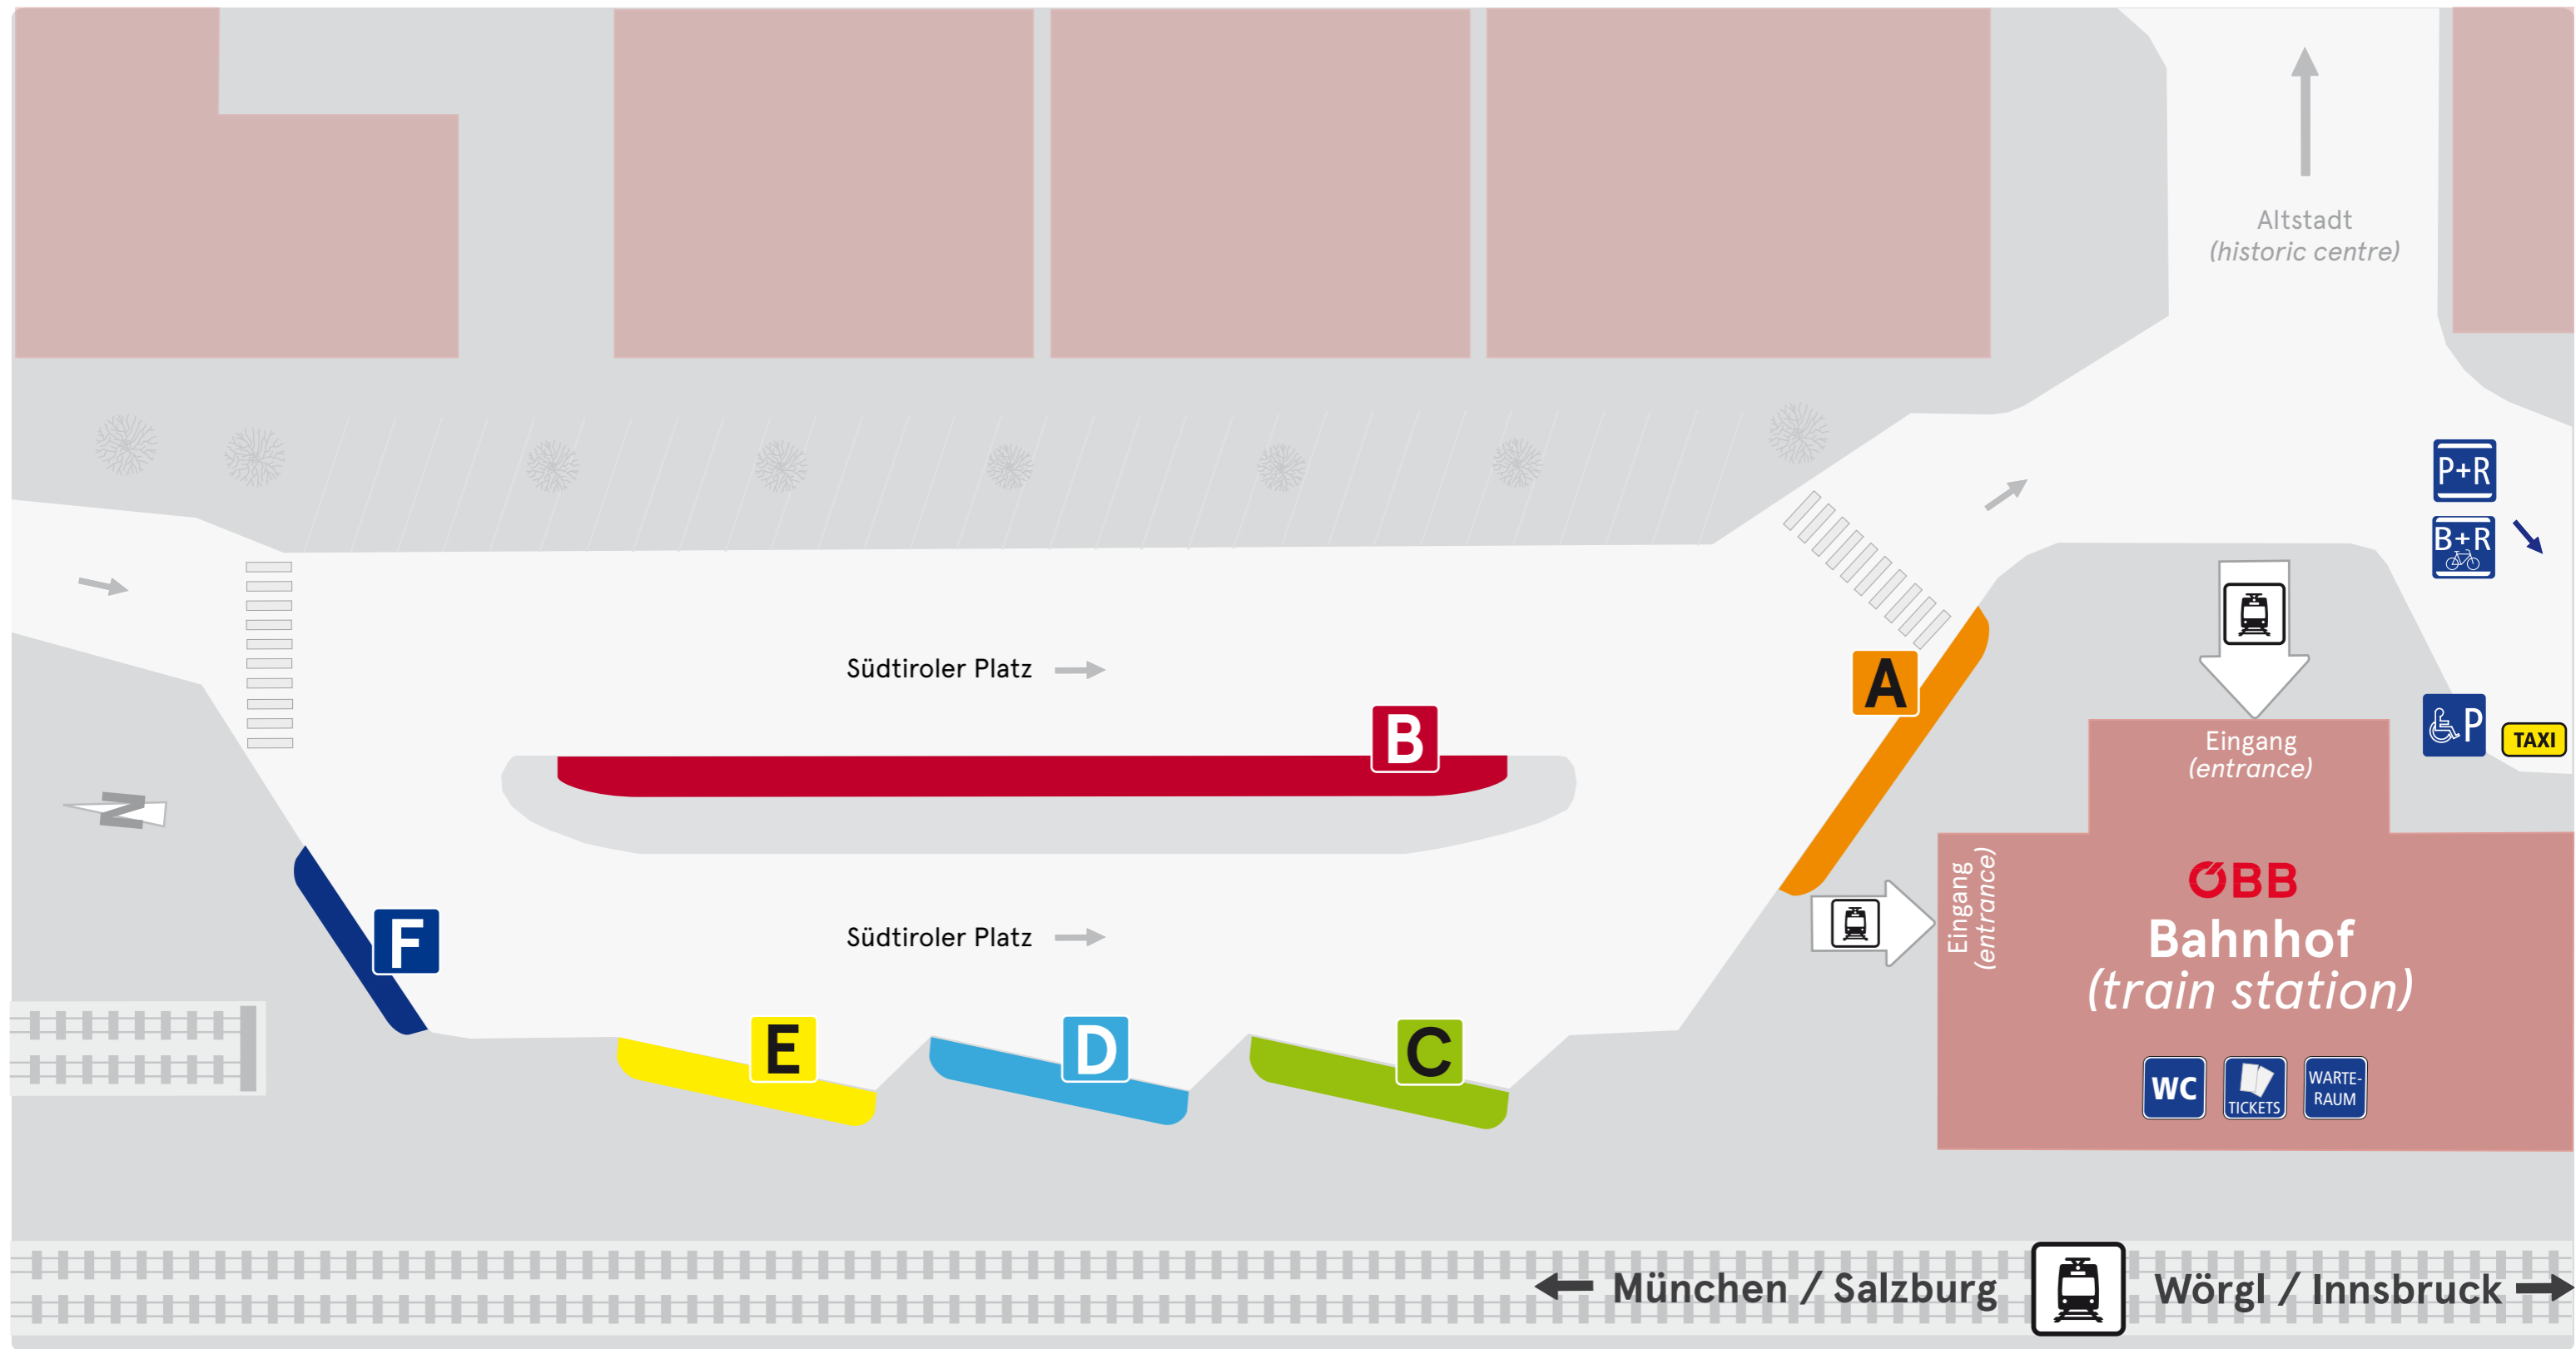 Altstadt
(historic centre)
P+R
B+R
Südtiroler Platz
A
B
P
TAXI
Eingang
(entrance)
N
Eingang
(entrance)
ÖBB
Bahnhof
(train station)
F
Südtiroler Platz
E
D
C
WC
TICKETS
WARTE-
RAUM
München / Salzburg
Wörgl / Innsbruck